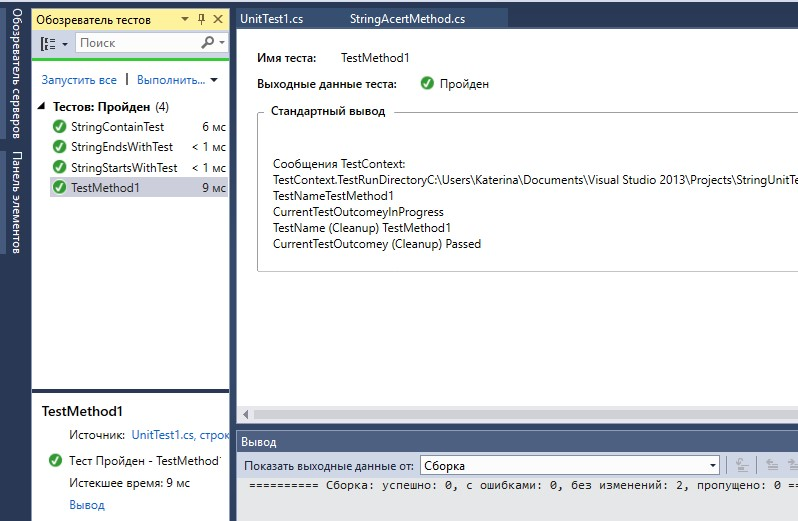 Обозреватель серверов
Панель элементов
Обозреватель тестов
Поиск
Запустить все | Выполнить...
Тестов: Пройден (4)
StringContainTest 6 мс
StringEndsWithTest < 1 мс
StringStartsWithTest < 1 мс
TestMethod1 9 мс
TestMethod1
Источник: UnitTest1.cs, строк
Тест Пройден - TestMethod
Истекшее время: 9 мс
Вывод
UnitTest1.cs
StringAcertMethod.cs
Имя теста: TestMethod1
Выходные данные теста: Пройден
Стандартный вывод
Сообщения TestContext:
TestContext.TestRunDirectoryC:\Users\Katerina\Documents\Visual Studio 2013\Projects\StringUnitTe
TestNameTestMethod1
CurrentTestOutcomeyInProgress
TestName (Cleanup) TestMethod1
CurrentTestOutcomey (Cleanup) Passed
Вывод
Показать выходные данные от: Сборка
========== Сборка: успешно: 0, с ошибками: 0, без изменений: 2, пропущено: 0 ==